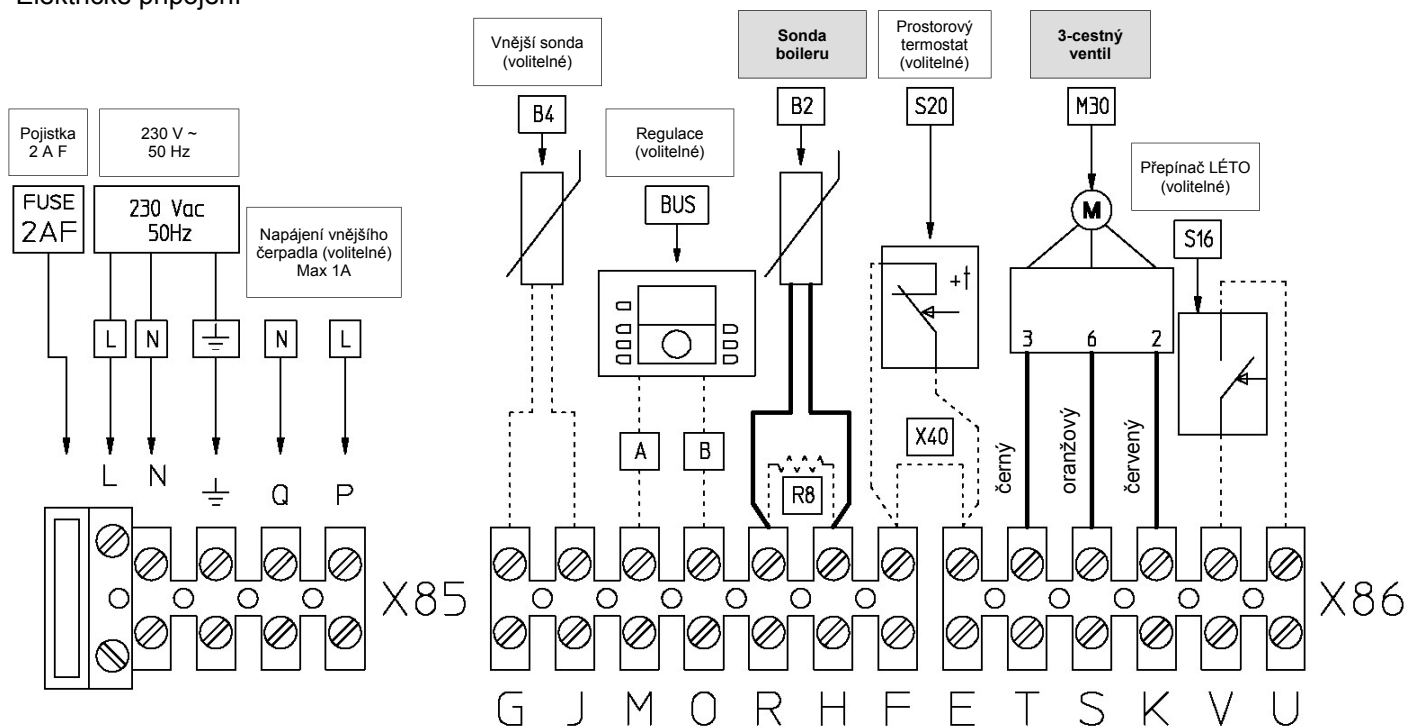 Elektrické připojení
Vnější sonda
(volitelné)
Sonda
boileru
Prostorový
termostat
(volitelné)
3-cestný
ventil
B4
B2
S20
M30
Pojistka
2 A F
230 V ~
50 Hz
Regulace
(volitelné)
Přepínač LÉTO
(volitelné)
FUSE
2AF
230 Vac
50Hz
BUS
M
S16
Napájení vnějšího
čerpadla (volitelné)
Max 1A
+t
L
N
N
L
3
6
2
A
B
X40
R8
černý
oranžový
červený
L
N
Q
P
X85
X86
G
J
M
O
R
H
F
E
T
S
K
V
U